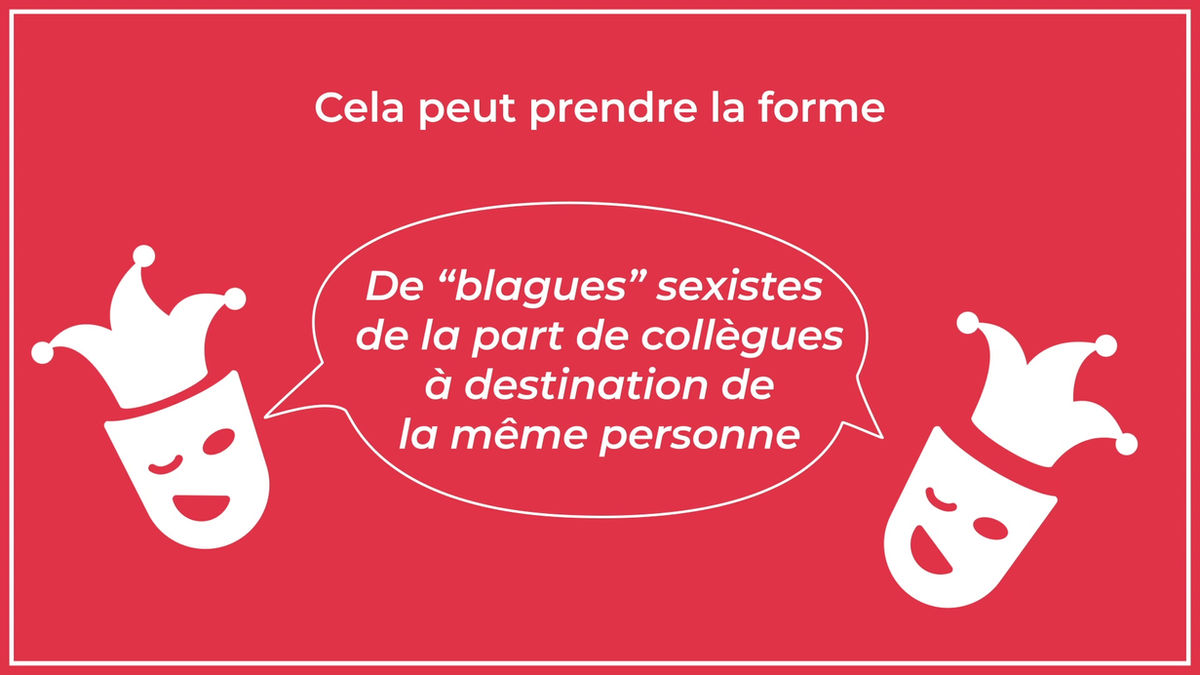 Cela peut prendre la forme
De “blagues” sexistes
de la part de collègues
à destination de
la même personne